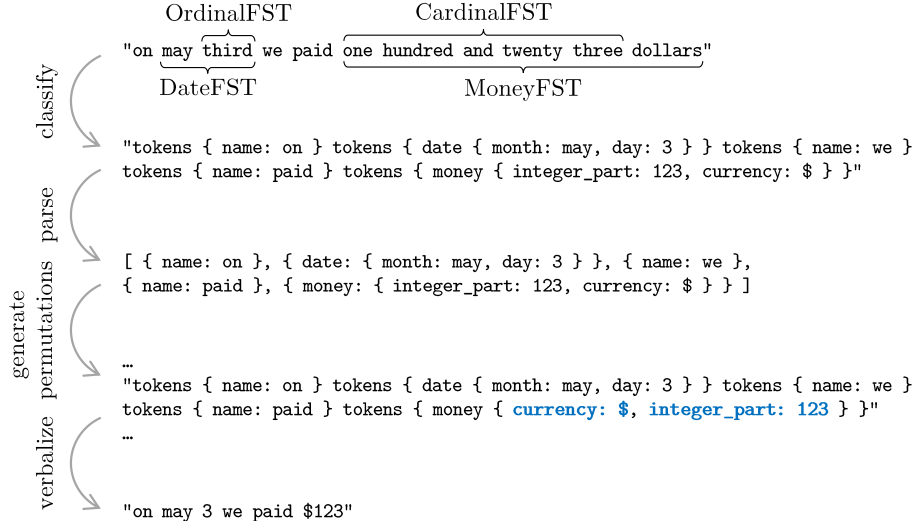 OrdinalFST CardinalFST
"on may third we paid one hundred and twenty three dollars"
DateFST MoneyFST
classify
"tokens { name: on } tokens { date { month: may, day: 3 } } tokens { name: we }
tokens { name: paid } tokens { money { integer_part: 123, currency: $ } }"
parse
[ { name: on }, { date: { month: may, day: 3 } }, { name: we },
{ name: paid }, { money: { integer_part: 123, currency: $ } } ]
generate
permutations
…
"tokens { name: on } tokens { date { month: may, day: 3 } } tokens { name: we }
tokens { name: paid } tokens { money { currency: $, integer_part: 123 } }"
…
verbalize
"on may 3 we paid $123"